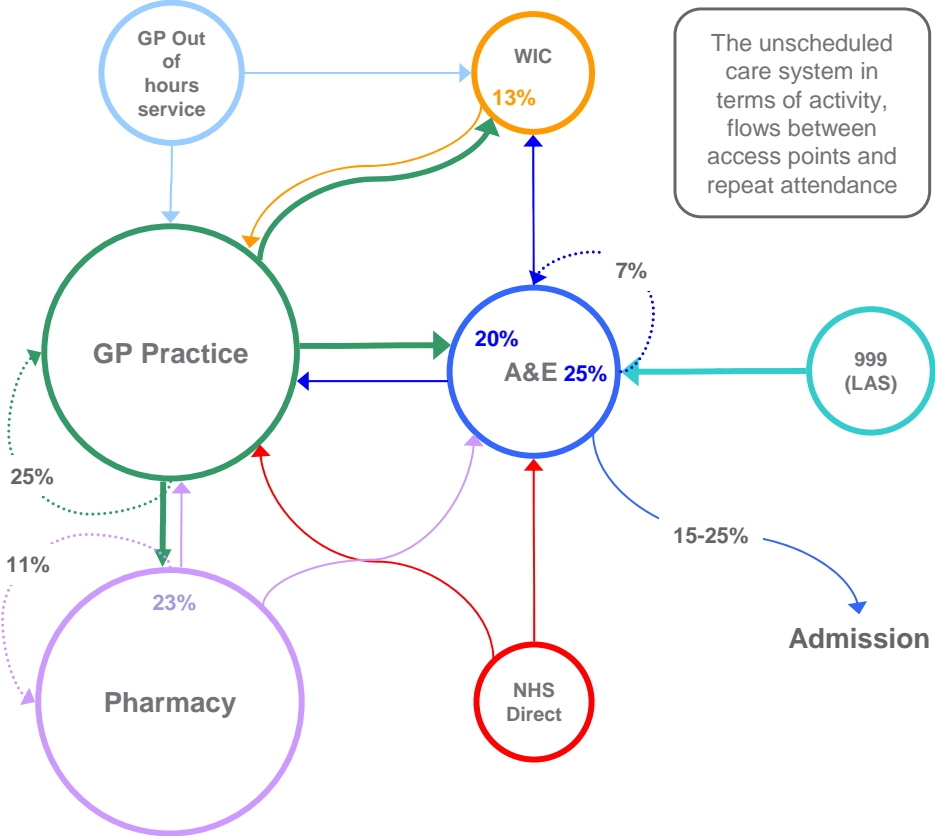 GP Out
of
hours
service
WIC
13%
The unscheduled
care system in
terms of activity,
flows between
access points and
repeat attendance
7%
GP Practice
20%
A&E 25%
999
(LAS)
25%
15-25%
11%
23%
Admission
Pharmacy
NHS
Direct